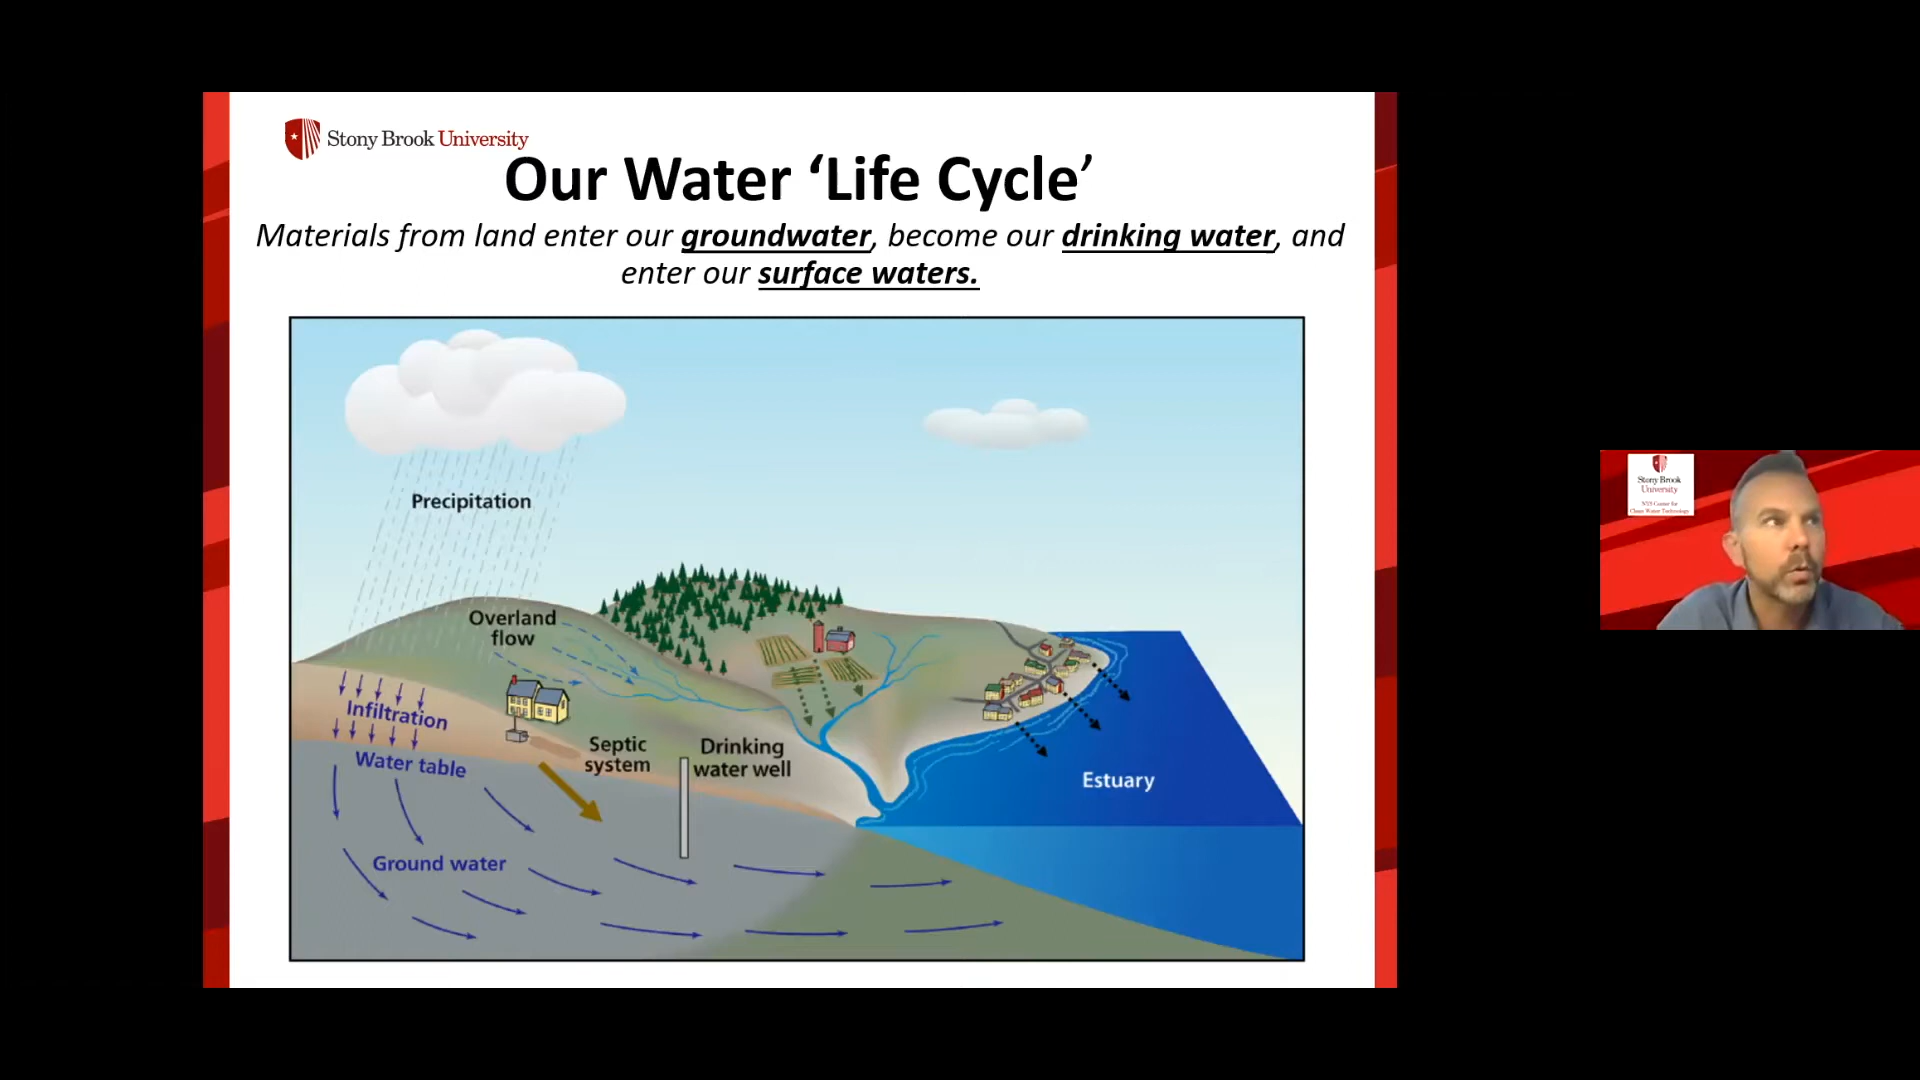 Stony Brook University
Our Water ‘Life Cycle’
Materials from land enter our groundwater, become our drinking water, and
enter our surface waters.
Precipitation
Overland
flow
Infiltration
Water table
Septic
system
Drinking
water well
Ground water
Estuary
Stony Brook
University
NYS Center for
Clean Water Technology